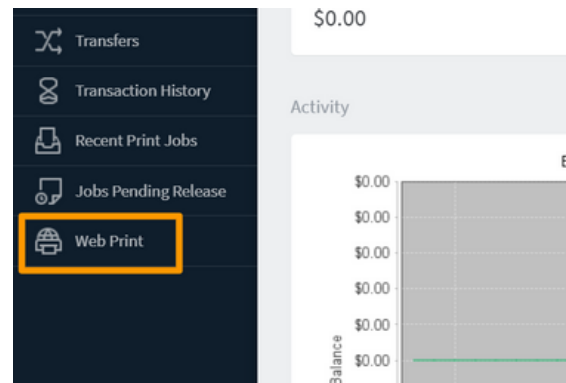 Transfers
Transaction History
Recent Print Jobs
Jobs Pending Release
Web Print
$0.00
Activity
$0.00
$0.00
$0.00
$0.00
$0.00
$0.00
Balance